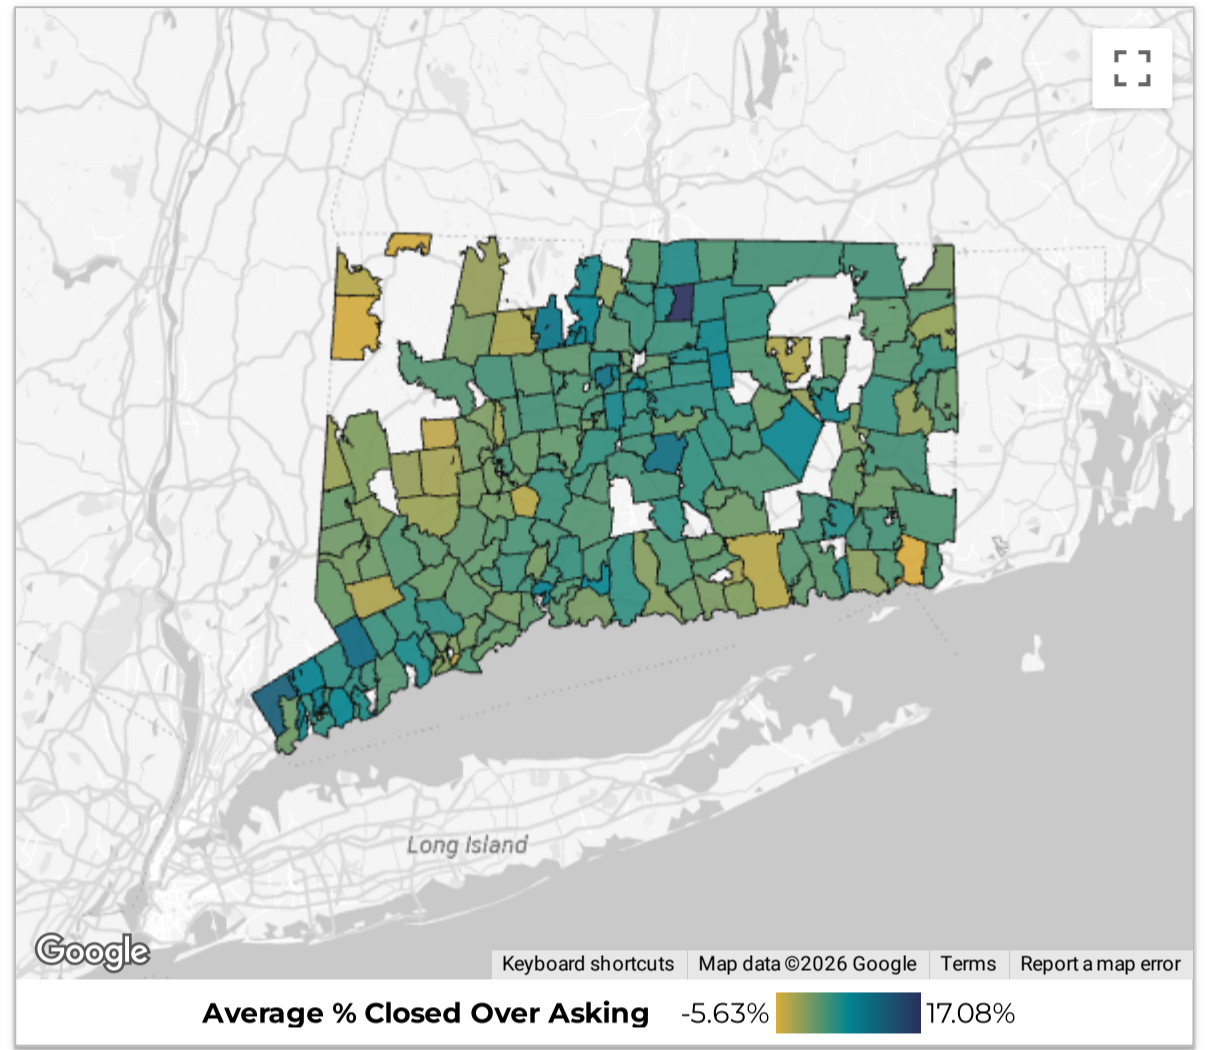 Long Island
Google
Keyboard shortcuts
Map data ©2026 Google
Terms
Report a map error
Average % Closed Over Asking -5.63% 17.08%